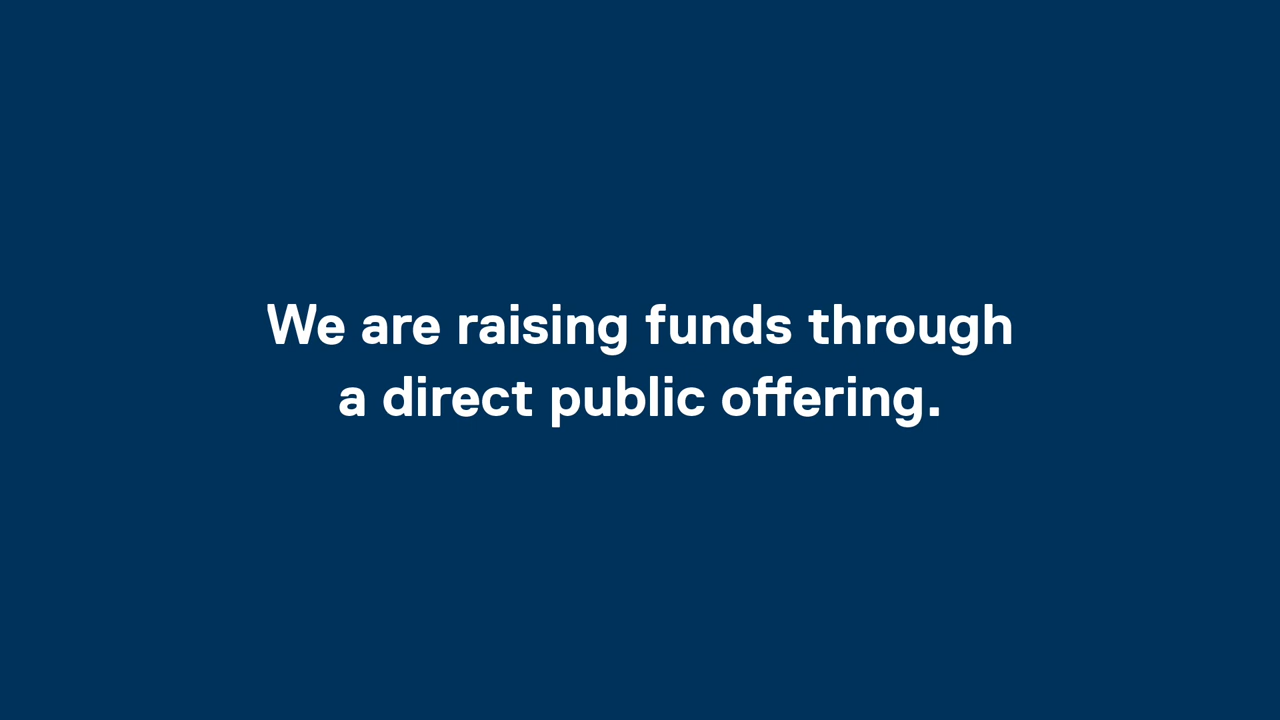 We are raising funds through
a direct public offering.